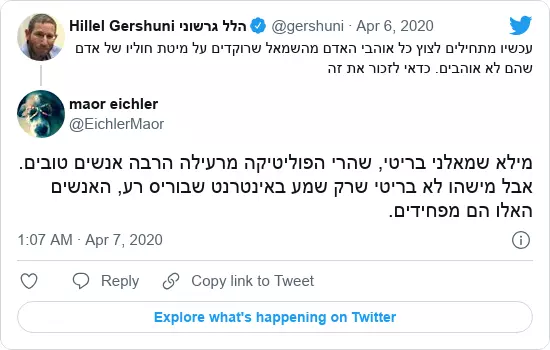 Hillel Gershuni הלל גרשוני @gershuni · Apr 6, 2020
עכשיו מתחילים לצוץ כל אוהבי האדם מהשמאל שרוקדים על מיטת חוליו של אדם
שהם לא אוהבים. כדאי לזכור את זה
maor eichler
@EichlerMaor
מילא שמאלני בריטי, שהרי הפוליטיקה מרעילה הרבה אנשים טובים.
אבל מישהו לא בריטי שרק שמע באינטרנט שבוריס רע, האנשים
האלו הם מפחידים.
1:07 AM · Apr 7, 2020
Reply
Copy link to Tweet
Explore what's happening on Twitter